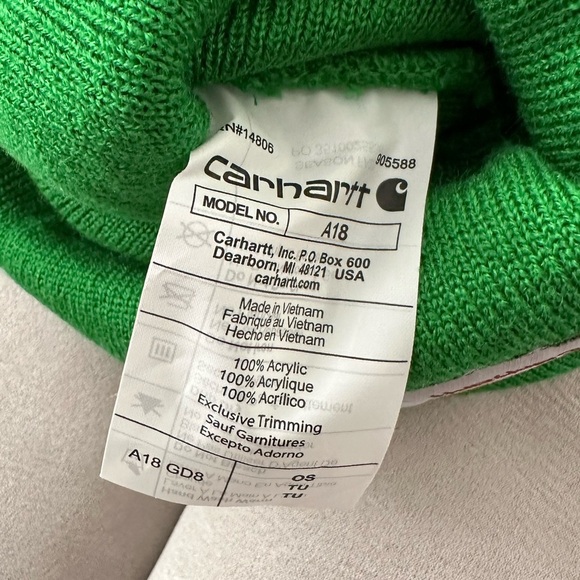 N#14806
905588
carhartt
MODEL NO. A18
Carhartt, Inc. P.O. Box 600
Dearborn, MI 48121 USA
carhartt.com
Made in Vietnam
Fabriqué au Vietnam
Hecho en Vietnam
100% Acrylic
100% Acrylique
100% Acrílico
Exclusive Trimming
Sauf Garnitures
Excepto Adorno
A18 GD8
OS
TU
TU